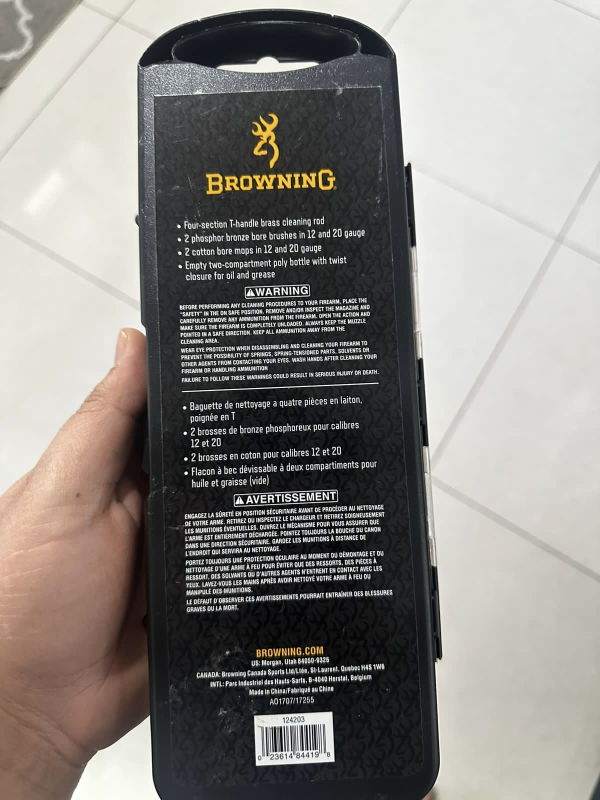 BROWNING
• Four-section T-handle brass cleaning rod
• 2 phosphor bronze bore brushes in 12 and 20 gauge
• 2 cotton bore mops in 12 and 20 gauge
• Empty two-compartment poly bottle with twist
closure for oil and grease
WARNING
BEFORE PERFORMING ANY CLEANING PROCEDURES TO YOUR FIREARM, PLACE THE
"SAFETY" IN THE ON SAFE POSITION. REMOVE AND/OR INSPECT THE MAGAZINE AND
CAREFULLY REMOVE ANY AMMUNITION FROM THE FIREARM. OPEN THE ACTION AND
MAKE SURE THE FIREARM IS COMPLETELY UNLOADED. ALWAYS KEEP THE MUZZLE
POINTED IN A SAFE DIRECTION. KEEP ALL AMMUNITION AWAY FROM THE
CLEANING AREA.
WEAR EYE PROTECTION WHEN DISASSEMBLING AND CLEANING YOUR FIREARM TO
PREVENT THE POSSIBILITY OF SPRINGS, SPRING-TENSIONED PARTS, SOLVENTS OR
OTHER AGENTS FROM CONTACTING YOUR EYES. WASH HANDS AFTER CLEANING YOUR
FIREARM OR HANDLING AMMUNITION
FAILURE TO FOLLOW THESE WARNINGS COULD RESULT IN SERIOUS INJURY OR DEATH.
• Baguette de nettoyage a quatre pièces en laiton,
poignée en T
• 2 brosses de bronze phosphoreux pour calibres
12 et 20
• 2 brosses en coton pour calibres 12 et 20
• Flacon à bec dévissable à deux compartiments pour
huile et graisse (vide)
AVERTISSEMENT
ENGAGEZ LA SÛRETÉ EN POSITION SÉCURITAIRE AVANT DE PROCÉDER AU NETTOYAGE
DE VOTRE ARME. RETIREZ OU INSPECTEZ LE CHARGEUR ET RETIREZ SOIGNEUSEMENT
LES MUNITIONS ÉVENTUELLES. OUVREZ LE MÉCANISME POUR VOUS ASSURER QUE
L'ARME EST ENTIÈREMENT DÉCHARGÉE. POINTEZ TOUJOURS LA BOUCHE DU CANON
DANS UNE DIRECTION SÉCURITAIRE. GARDEZ LES MUNITIONS À DISTANCE DE
L'ENDROIT QUI SERVIRA AU NETTOYAGE.
PORTEZ TOUJOURS UNE PROTECTION OCULAIRE AU MOMENT DU DÉMONTAGE ET DU
NETTOYAGE D'UNE ARME À FEU POUR ÉVITER QUE DES RESSORTS, DES PIÈCES À
RESSORT, DES SOLVANTS OU D'AUTRES AGENTS N'ENTRENT EN CONTACT AVEC LES
YEUX. LAVEZ-VOUS LES MAINS APRÈS AVOIR NETTOYÉ VOTRE ARME À FEU OU
MANIPULÉ DES MUNITIONS.
LE DÉFAUT D'OBSERVER CES AVERTISSEMENTS POURRAIT ENTRAÎNER DES BLESSURES
GRAVES OU LA MORT.
BROWNING.COM
US: Morgan, Utah 84050-9326
CANADA: Browning Canada Sports Ltd/Ltée, St-Laurent, Quebec H4S 1W8
INTL: Parc Industriel des Hauts-Sarts, B-4040 Herstal, Belgium
Made in China/Fabriqué au Chine
A01707/17255
124203
0 23614 84419 8